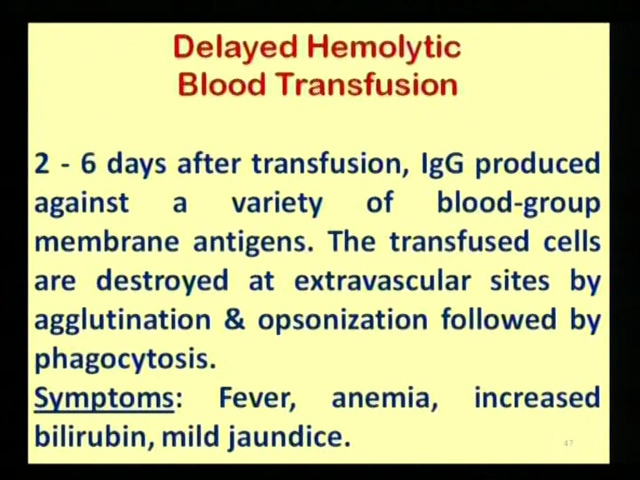 Delayed Hemolytic
Blood Transfusion
2 - 6 days after transfusion, IgG produced
against a variety of blood-group
membrane antigens. The transfused cells
are destroyed at extravascular sites by
agglutination & opsonization followed by
phagocytosis.
Symptoms: Fever, anemia, increased
bilirubin, mild jaundice.
47